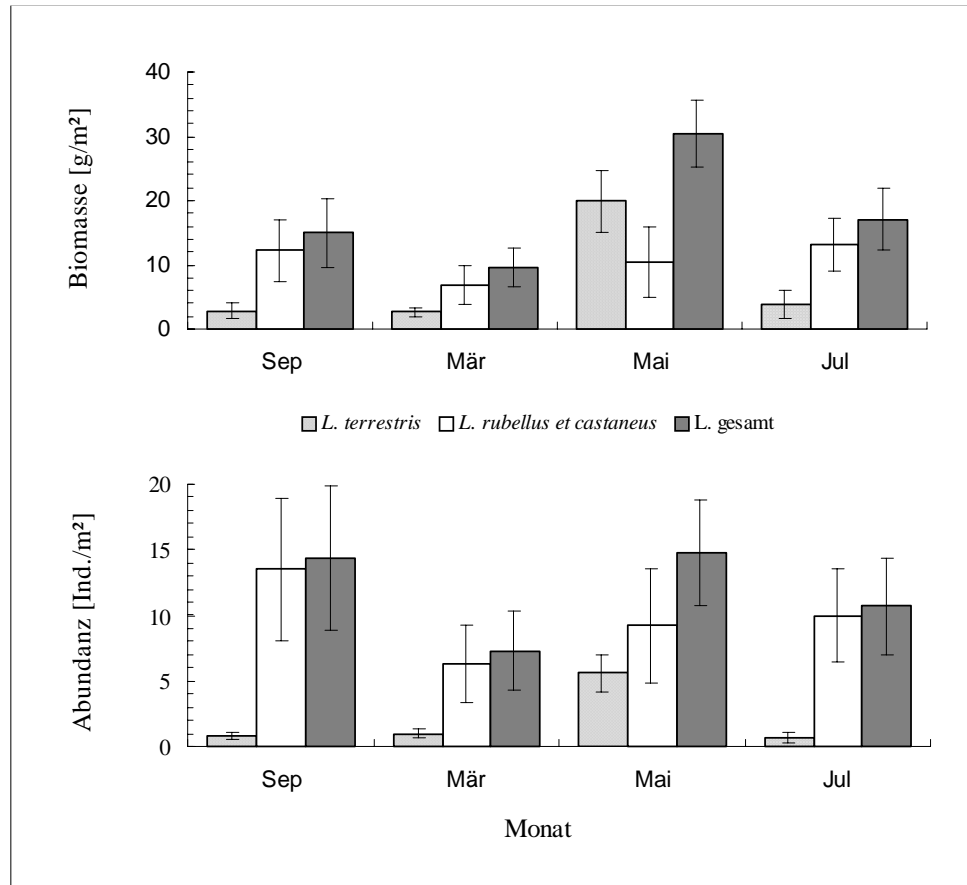 Biomasse [g/m²]
40
30
20
10
0
Sep Mär Mai Jul
L. terrestris L. rubellus et castaneus L. gesamt
Abundanz [Ind./m²]
20
15
10
5
0
Sep Mär Mai Jul
Monat